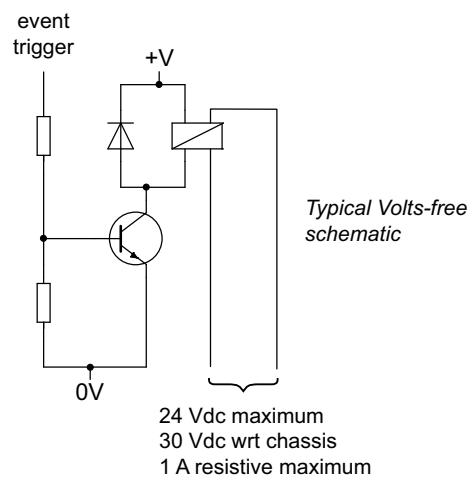 event
trigger
+V
Typical Volts-free
schematic
0V
24 Vdc maximum
30 Vdc wrt chassis
1 A resistive maximum